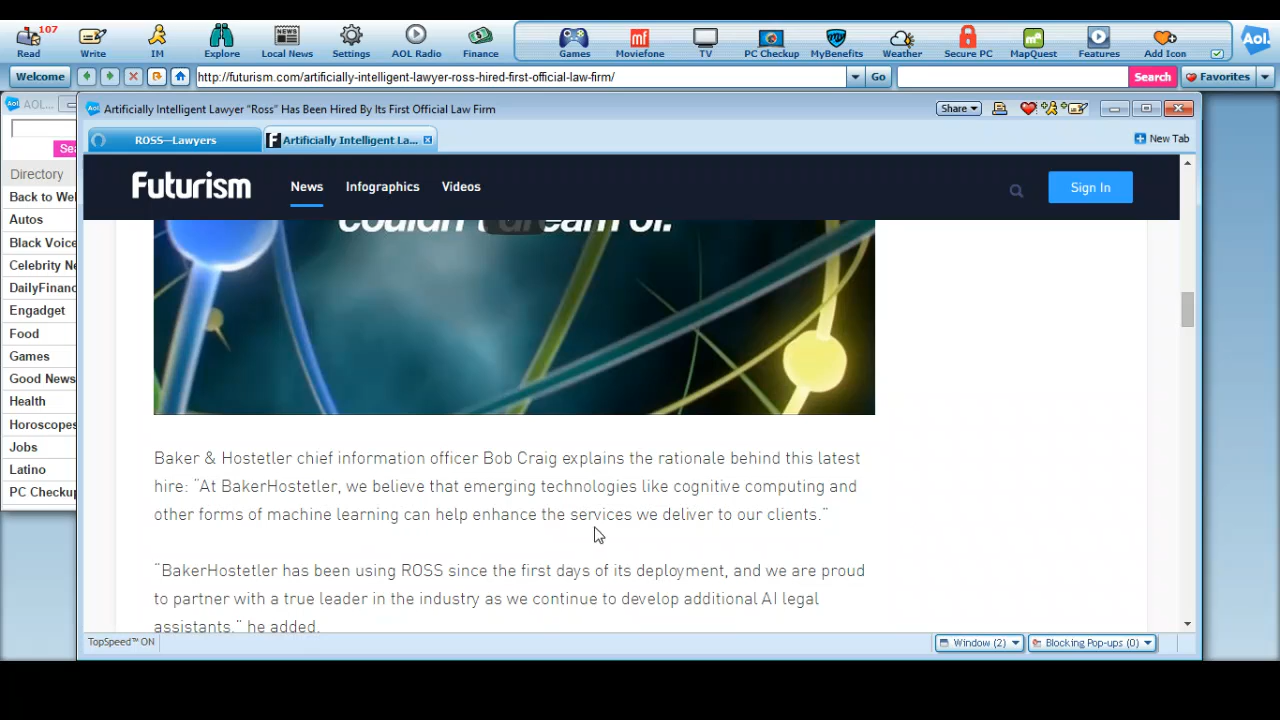 107
Read
Write
IM
Explore
Local News
Settings
AOL Radio
Finance
Games
Moviefone
TV
PC Checkup
MyBenefits
Weather
Secure PC
MapQuest
Features
Add Icon
Aol.
Welcome
http://futurism.com/artificially-intelligent-lawyer-ross-hired-first-official-law-firm/
Go
Search
Favorites
AOL...
Artificially Intelligent Lawyer "Ross" Has Been Hired By Its First Official Law Firm
Share
ROSS—Lawyers
Artificially Intelligent La...
New Tab
Sea
Directory
Back to Wel
Autos
Black Voice
Celebrity Ne
DailyFinanc
Engadget
Food
Games
Good News
Health
Horoscopes
Jobs
Latino
PC Checkup
Futurism
News
Infographics
Videos
Sign In
couldn't dream of.
Baker & Hostetler chief information officer Bob Craig explains the rationale behind this latest
hire: “At BakerHostetler, we believe that emerging technologies like cognitive computing and
other forms of machine learning can help enhance the services we deliver to our clients.”
“BakerHostetler has been using ROSS since the first days of its deployment, and we are proud
to partner with a true leader in the industry as we continue to develop additional AI legal
assistants,” he added.
TopSpeed™ ON
Window (2)
Blocking Pop-ups (0)